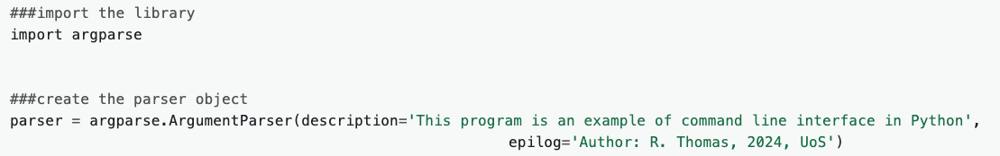 ###import the library
import argparse
###create the parser object
parser = argparse.ArgumentParser(description='This program is an example of command line interface in Python',
epilog='Author: R. Thomas, 2024, UoS')